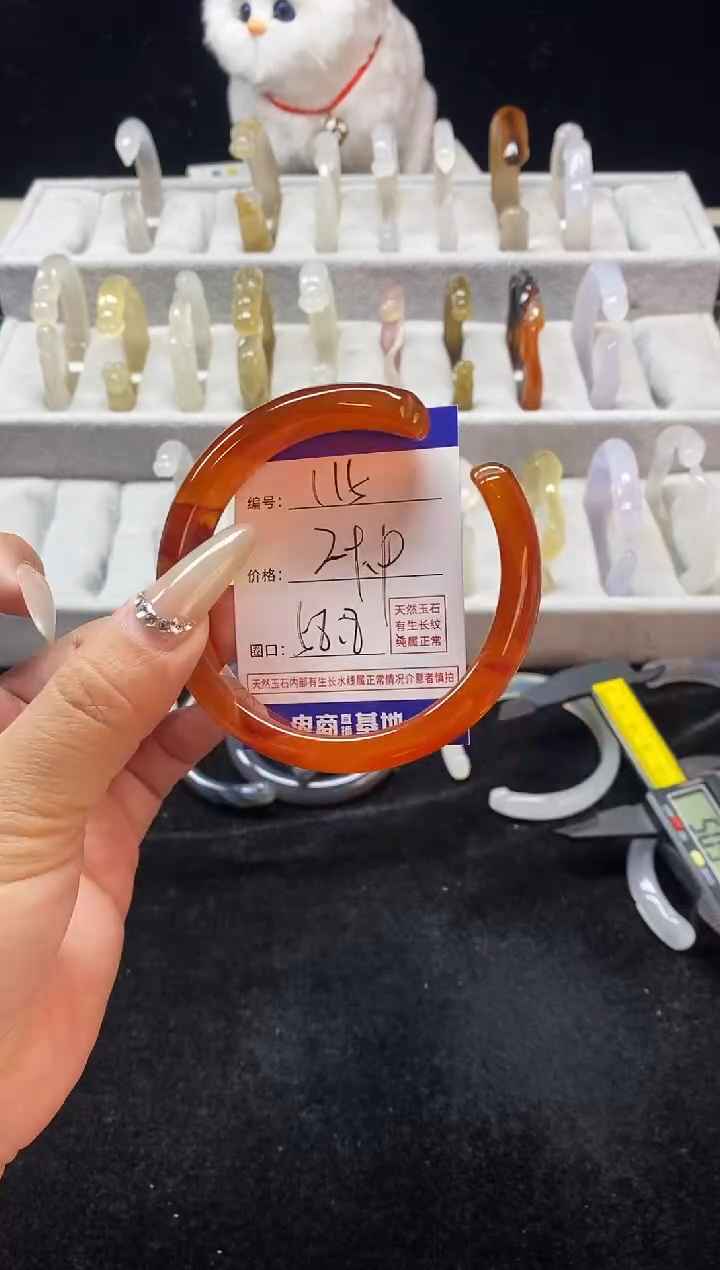 编号: 115
价格:
圈口: 58.8
天然玉石
有生长纹
纯属正常
天然玉石内部有生长水线属正常情况介意者慎拍
电商直播基地